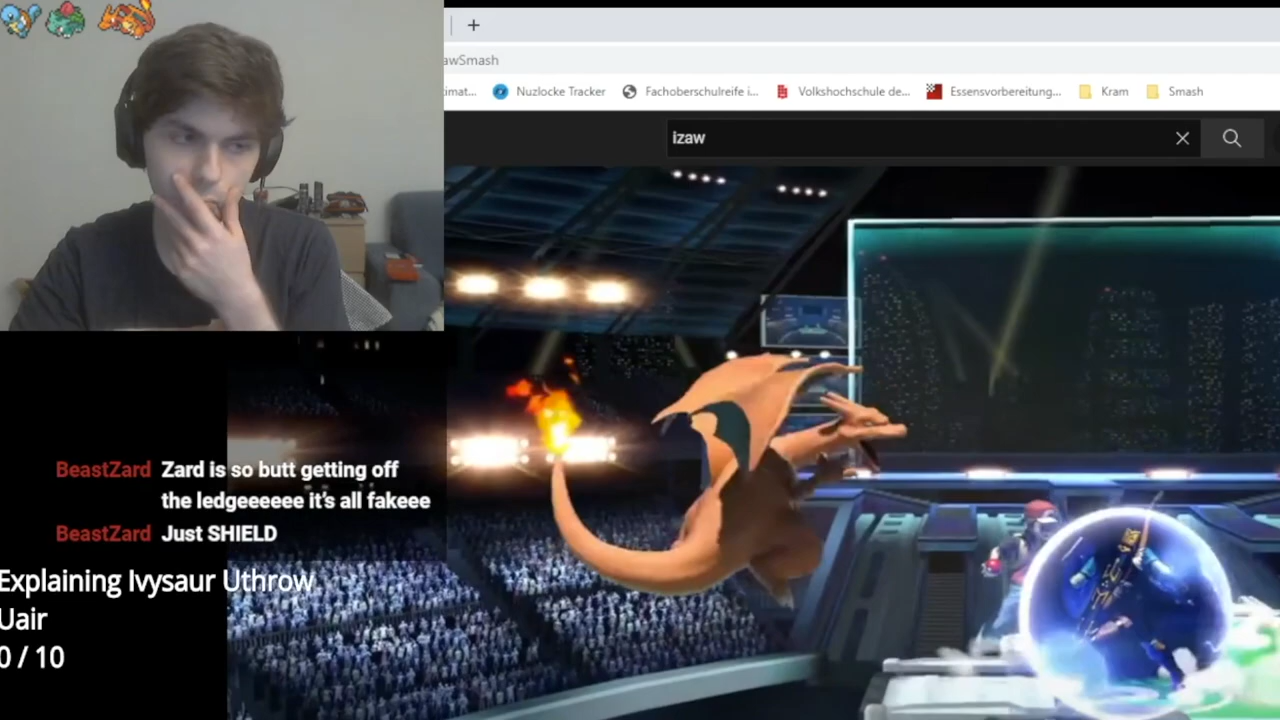 +
awSmash
imat...
Nuzlocke Tracker
Fachoberschulreife i...
Volkshochschule de...
Essensvorbereitung...
Kram
Smash
izaw
BeastZard Zard is so butt getting off
the ledgeeeeee it's all fakeee
BeastZard Just SHIELD
Explaining Ivysaur Uthrow
Uair
0 / 10